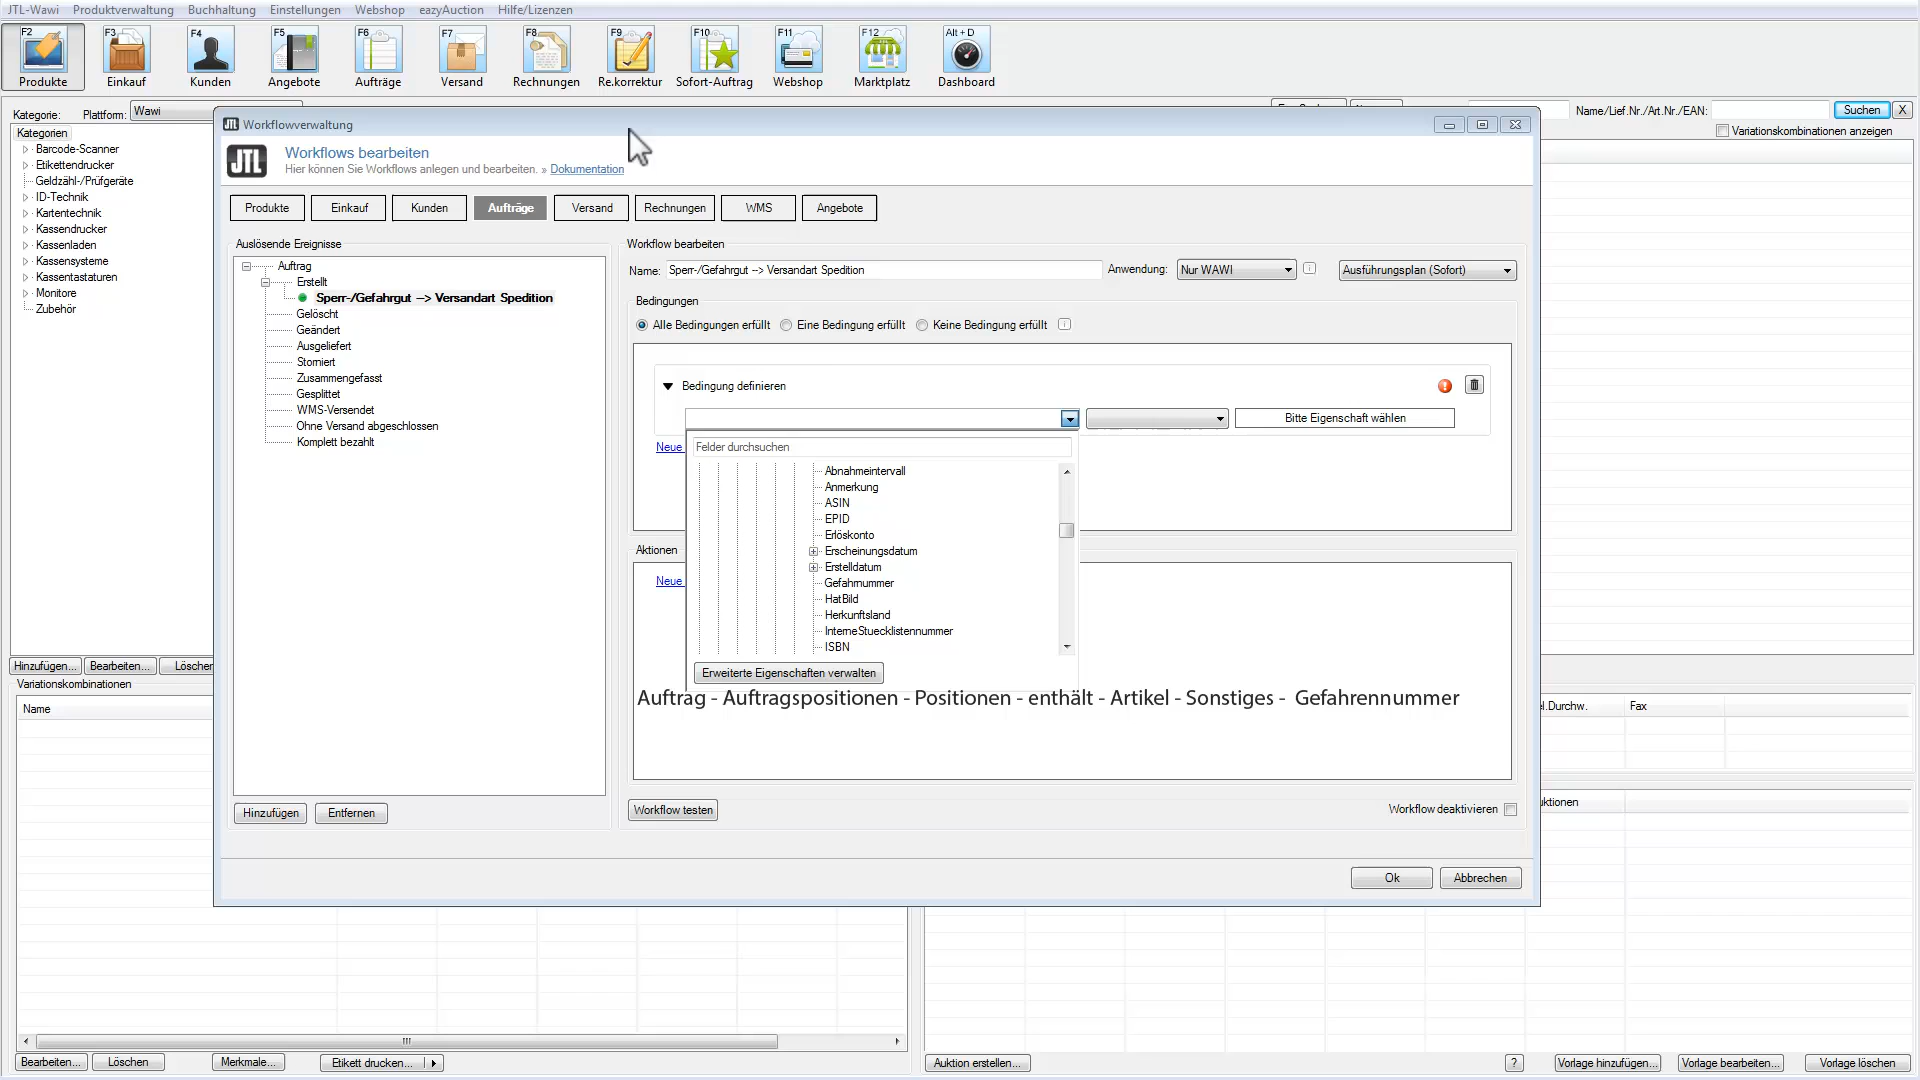 JTL-Wawi Produktverwaltung Buchhaltung Einstellungen Webshop eazyAuction Hilfe/Lizenzen
F2 F3 F4 F5 F6 F7 F8 F9 F10 F11 F12 Alt + D
Produkte Einkauf Kunden Angebote Aufträge Versand Rechnungen Re.korrektur Sofort-Auftrag Webshop Marktplatz Dashboard
Kategorie: Plattform: Wawi
Name/Lief.Nr./Art.Nr./EAN: Suchen X
Variationskombinationen anzeigen
Kategorien
Barcode-Scanner
Etikettendrucker
Geldzähl-/Prüfgeräte
ID-Technik
Kartentechnik
Kassendrucker
Kassenladen
Kassensysteme
Kassentastaturen
Monitore
Zubehör
Hinzufügen... Bearbeiten... Löschen
Variationskombinationen
Name
JTL Workflowverwaltung
JTL
Workflows bearbeiten
Hier können Sie Workflows anlegen und bearbeiten. » Dokumentation
Produkte Einkauf Kunden Aufträge Versand Rechnungen WMS Angebote
Auslösende Ereignisse
Auftrag
Erstellt
Sperr-/Gefahrgut --> Versandart Spedition
Gelöscht
Geändert
Ausgeliefert
Storniert
Zusammengefasst
Gesplittet
WMS-Versendet
Ohne Versand abgeschlossen
Komplett bezahlt
Hinzufügen Entfernen
Workflow bearbeiten
Name: Sperr-/Gefahrgut --> Versandart Spedition Anwendung: Nur WAWI Ausführungsplan (Sofort)
Bedingungen
Alle Bedingungen erfüllt Eine Bedingung erfüllt Keine Bedingung erfüllt
Bedingung definieren
Bitte Eigenschaft wählen
Neue
Felder durchsuchen
Abnahmeintervall
Anmerkung
ASIN
EPID
Erlöskonto
Erscheinungsdatum
Erstelldatum
Gefahrnummer
HatBild
Herkunftsland
InterneStuecklistennummer
ISBN
Erweiterte Eigenschaften verwalten
Aktionen
Neue
Auftrag - Auftragspositionen - Positionen - enthält - Artikel - Sonstiges - Gefahrennummer
Workflow testen
Workflow deaktivieren
Ok Abbrechen
el.Durchw. Fax
Bearbeiten... Löschen Merkmale... Etikett drucken...
Auktion erstellen... ? Vorlage hinzufügen... Vorlage bearbeiten... Vorlage löschen